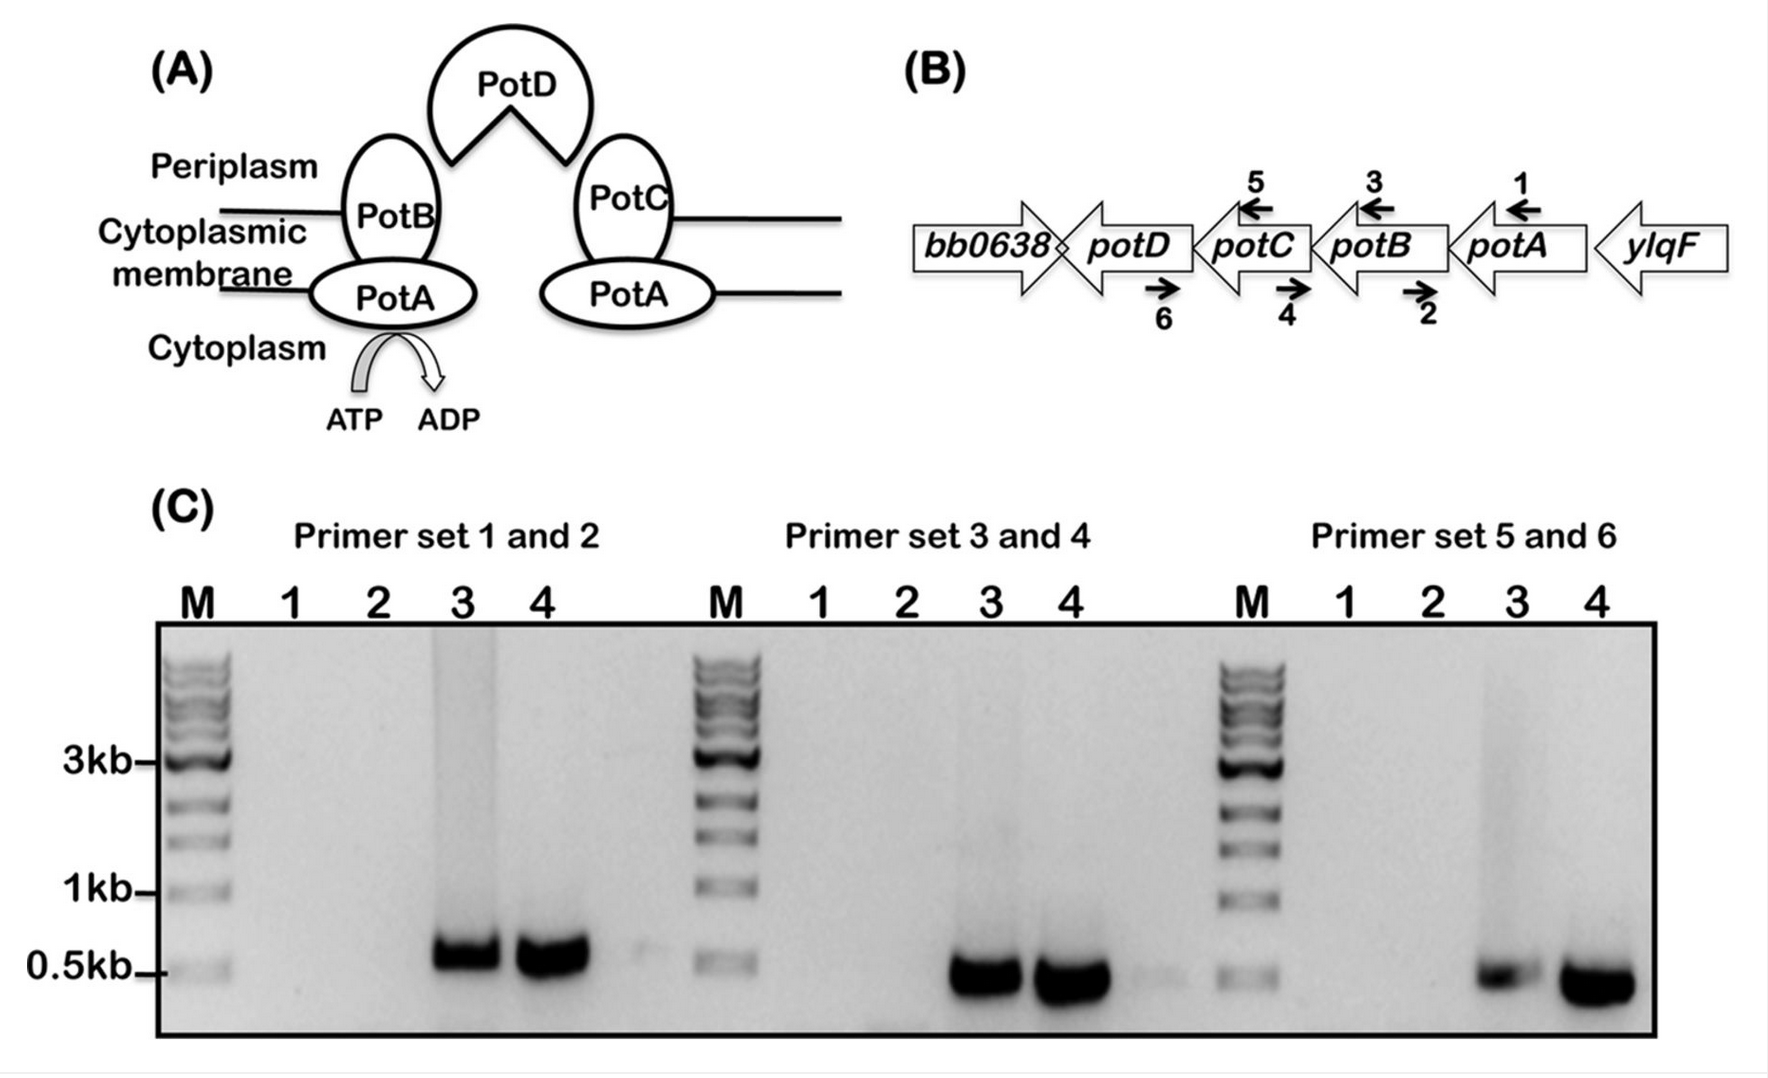 (A)
PotD
Periplasm
PotB
PotC
Cytoplasmic
membrane
PotA
PotA
Cytoplasm
ATP ADP
(B)
5 3 1
bb0638 potD potC potB potA ylqF
6 4 2
(C)
Primer set 1 and 2 Primer set 3 and 4 Primer set 5 and 6
M 1 2 3 4 M 1 2 3 4 M 1 2 3 4
3kb
1kb
0.5kb